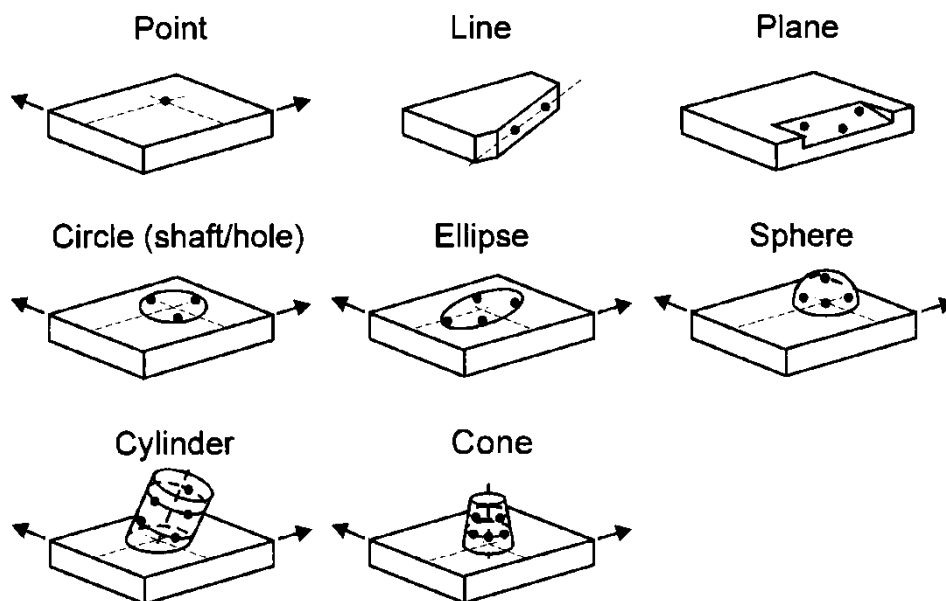 Point
Line
Plane
Circle (shaft/hole)
Ellipse
Sphere
Cylinder
Cone